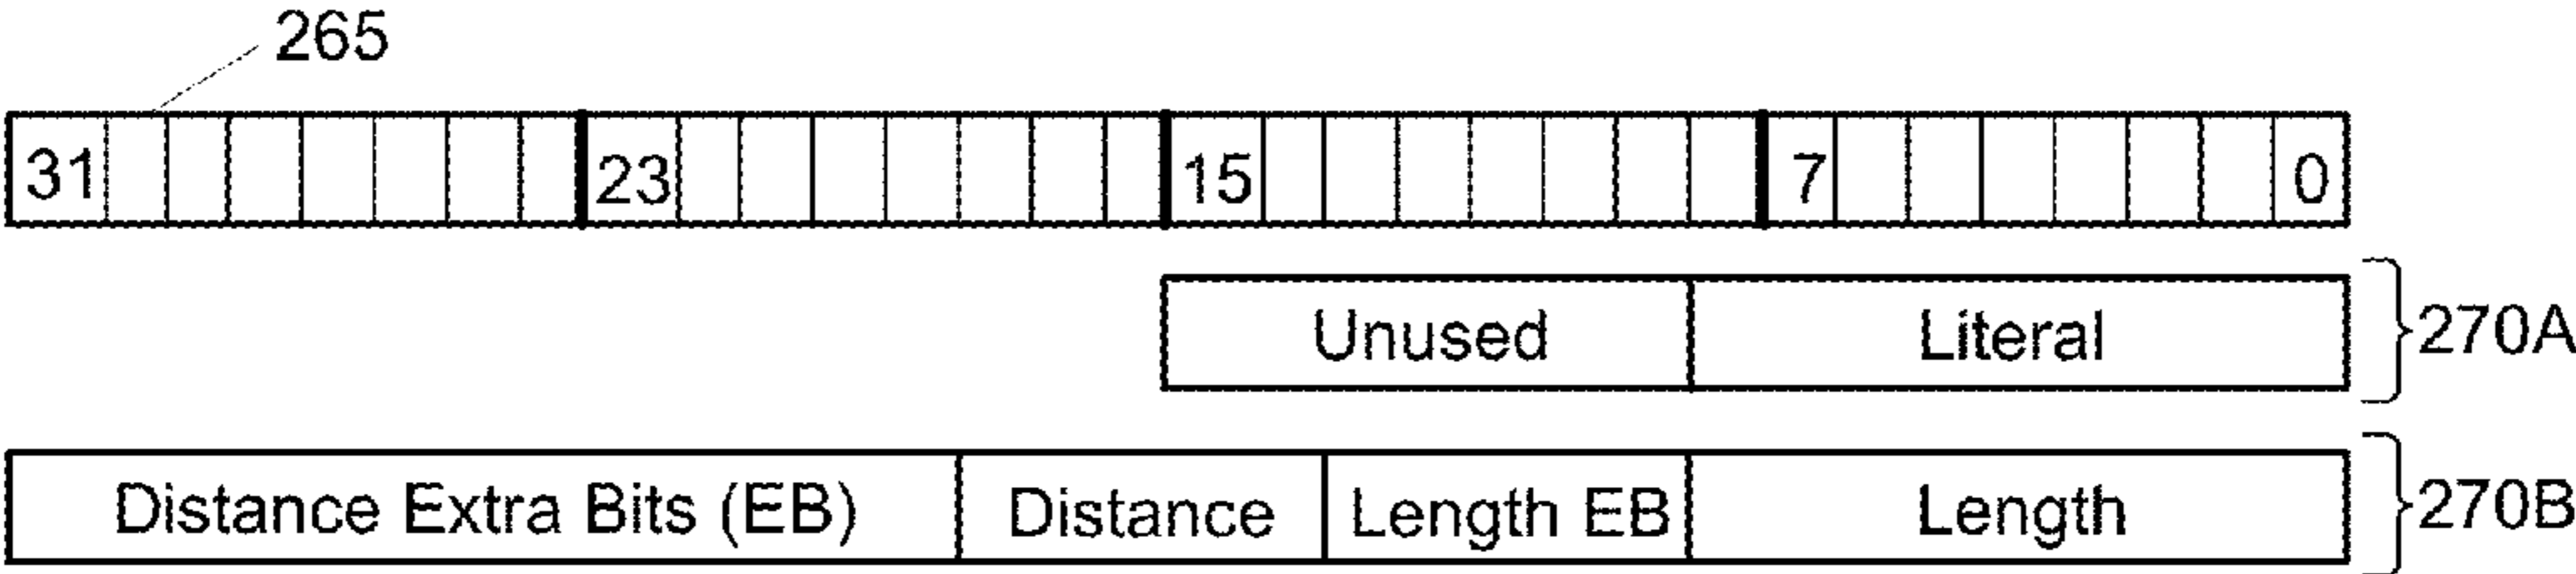 265
31 23 15 7 0
Unused Literal 270A
Distance Extra Bits (EB) Distance Length EB Length 270B